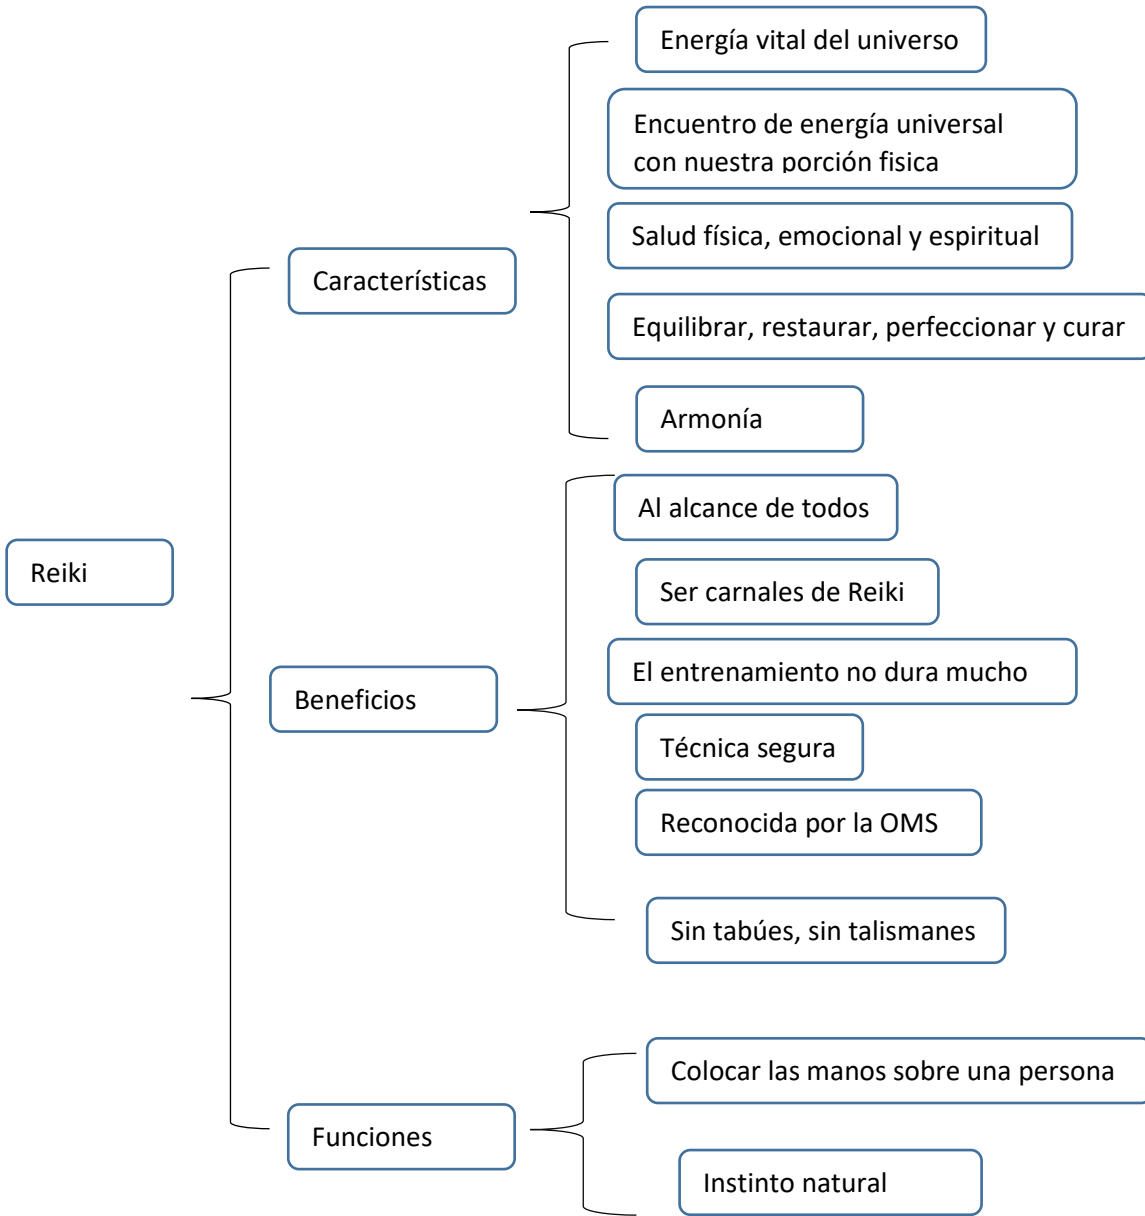 Energía vital del universo
Encuentro de energía universal
con nuestra porción fisica
Salud física, emocional y espiritual
Característícas
Equilibrar, restaurar, perfeccionar y curar
Armonía
Al alcance de todos
Reiki
Ser carnales de Reiki
El entrenamiento no dura mucho
Beneficios
Técnica segura
Reconocida por la OMS
Sin tabúes, sin talismanes
Colocar las manos sobre una persona
Funciones
Instinto natural